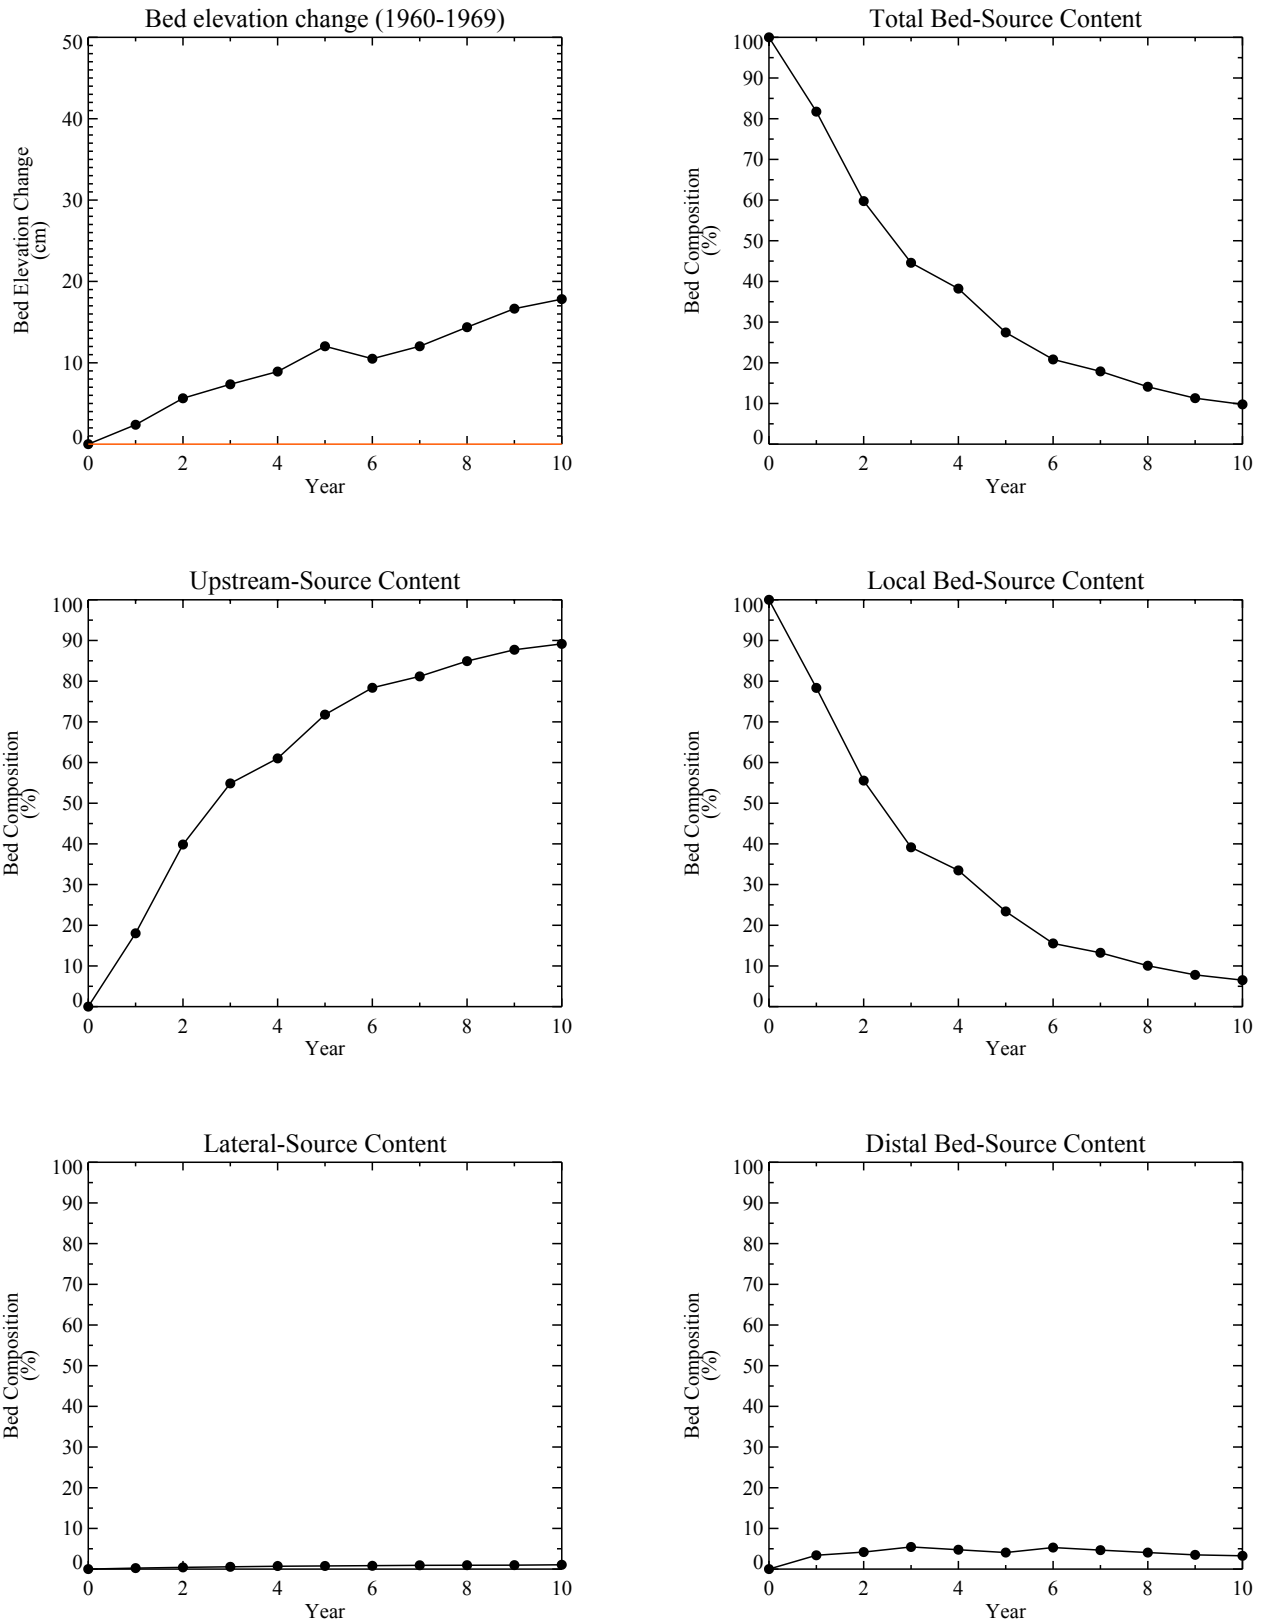 Bed elevation change (1960-1969)
50
40
30
20
10
0
Bed Elevation Change
(cm)
0 2 4 6 8 10
Year
Total Bed-Source Content
100
90
80
70
60
50
40
30
20
10
0
Bed Composition
(%)
0 2 4 6 8 10
Year
Upstream-Source Content
100
90
80
70
60
50
40
30
20
10
0
Bed Composition
(%)
0 2 4 6 8 10
Year
Local Bed-Source Content
100
90
80
70
60
50
40
30
20
10
0
Bed Composition
(%)
0 2 4 6 8 10
Year
Lateral-Source Content
100
90
80
70
60
50
40
30
20
10
0
Bed Composition
(%)
0 2 4 6 8 10
Year
Distal Bed-Source Content
100
90
80
70
60
50
40
30
20
10
0
Bed Composition
(%)
0 2 4 6 8 10
Year